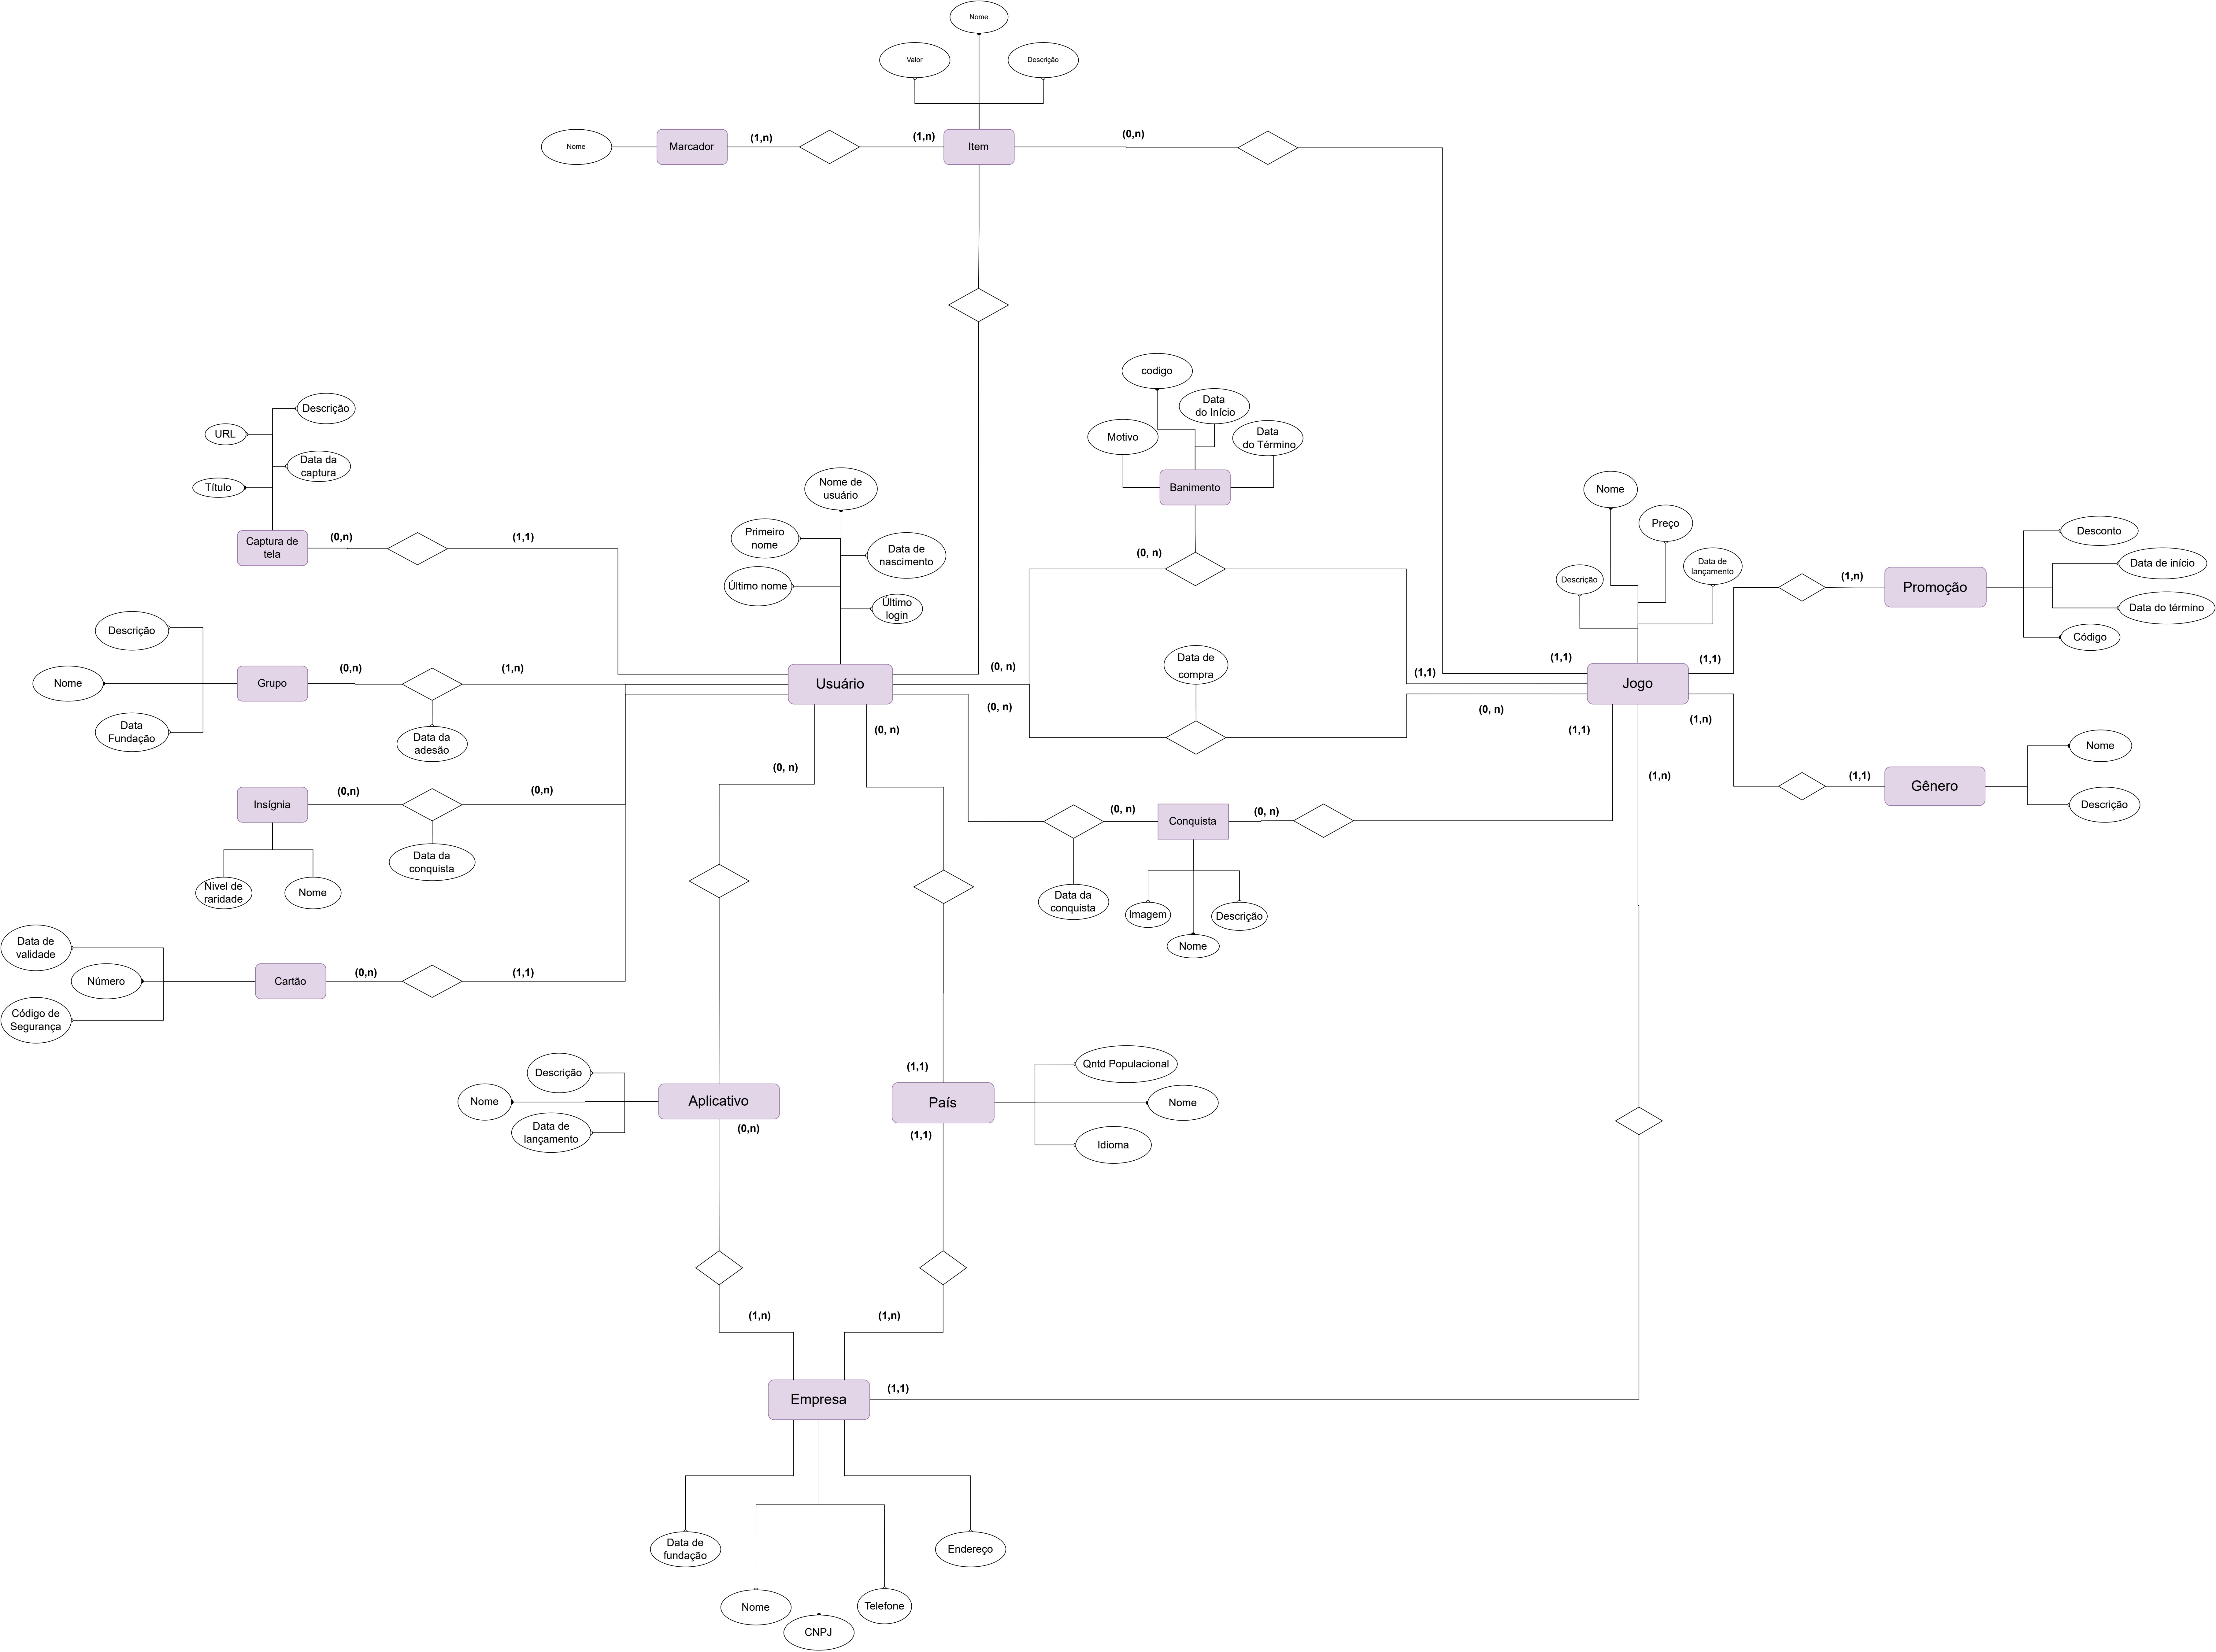 Nome
Valor
Descrição
Nome
Marcador
(1,n)
(1,n)
Item
(0,n)
codigo
Data
do Início
Motivo
Data
do Término
Banimento
(0, n)
Descrição
URL
Data da
captura
Título
Captura de
tela
(0,n)
(1,1)
Nome de
usuário
Primeiro
nome
Data de
nascimento
Último nome
Último
login
Nome
Preço
Descrição
Data de
lançamento
(1,n)
Promoção
Desconto
Data de início
Data do término
Código
Descrição
Nome
Grupo
Data
Fundação
(0,n)
(1,n)
Data da
adesão
Usuário
(0, n)
(0, n)
(0, n)
(0, n)
Data de
compra
(1,1)
(0, n)
(1,1)
(1,1)
Jogo
(1,1)
(1,n)
(1,n)
(1,1)
Gênero
Nome
Descrição
Insígnia
(0,n)
(0,n)
Data da
conquista
Nivel de
raridade
Nome
(0, n)
Conquista
(0, n)
Data da
conquista
Imagem
Nome
Descrição
Data de
validade
Número
Código de
Segurança
Cartão
(0,n)
(1,1)
Descrição
Nome
Data de
lançamento
Aplicativo
(0,n)
(1,1)
País
(1,1)
Qntd Populacional
Nome
Idioma
(1,n)
(1,n)
Empresa
(1,1)
Data de
fundação
Nome
CNPJ
Telefone
Endereço